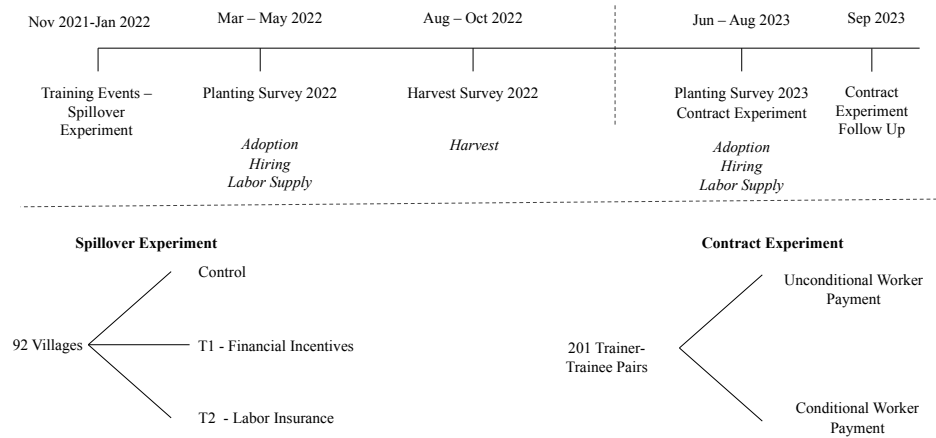 Nov 2021-Jan 2022
Mar – May 2022
Aug – Oct 2022
Jun – Aug 2023
Sep 2023
Training Events –
Spillover
Experiment
Planting Survey 2022
Adoption
Hiring
Labor Supply
Harvest Survey 2022
Harvest
Planting Survey 2023
Contract Experiment
Adoption
Hiring
Labor Supply
Contract
Experiment
Follow Up
Spillover Experiment
92 Villages
Control
T1 - Financial Incentives
T2 - Labor Insurance
Contract Experiment
201 Trainer-
Trainee Pairs
Unconditional Worker
Payment
Conditional Worker
Payment